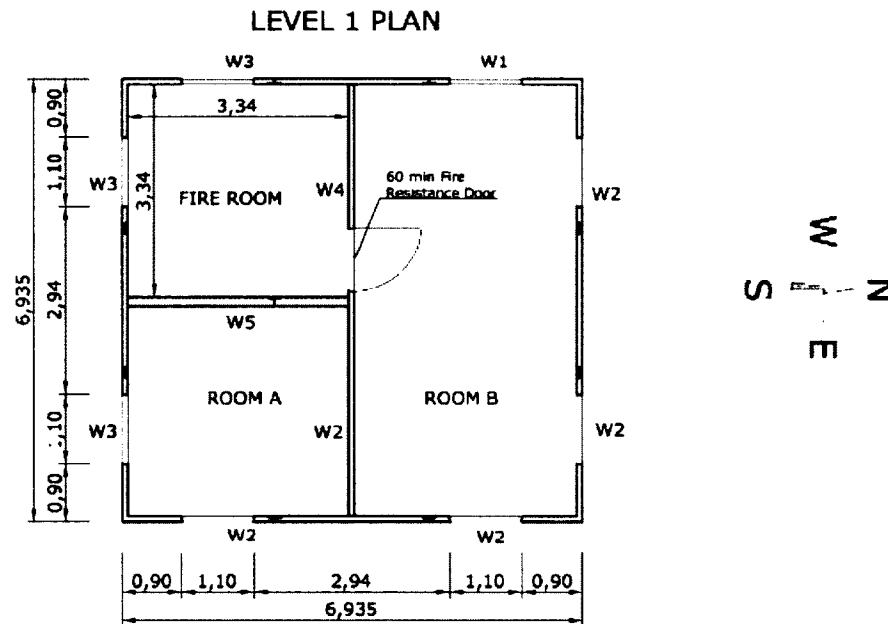 LEVEL 1 PLAN
W3
W1
0,90
3,34
1,10
W3
3,34
FIRE ROOM
W4
60 min Fire
Resistance Door
W2
W
N
S
E
6,935
2,94
W5
ROOM A
ROOM B
W3
W2
W2
1,10
0,90
W2
W2
0,90
1,10
2,94
1,10
0,90
6,935